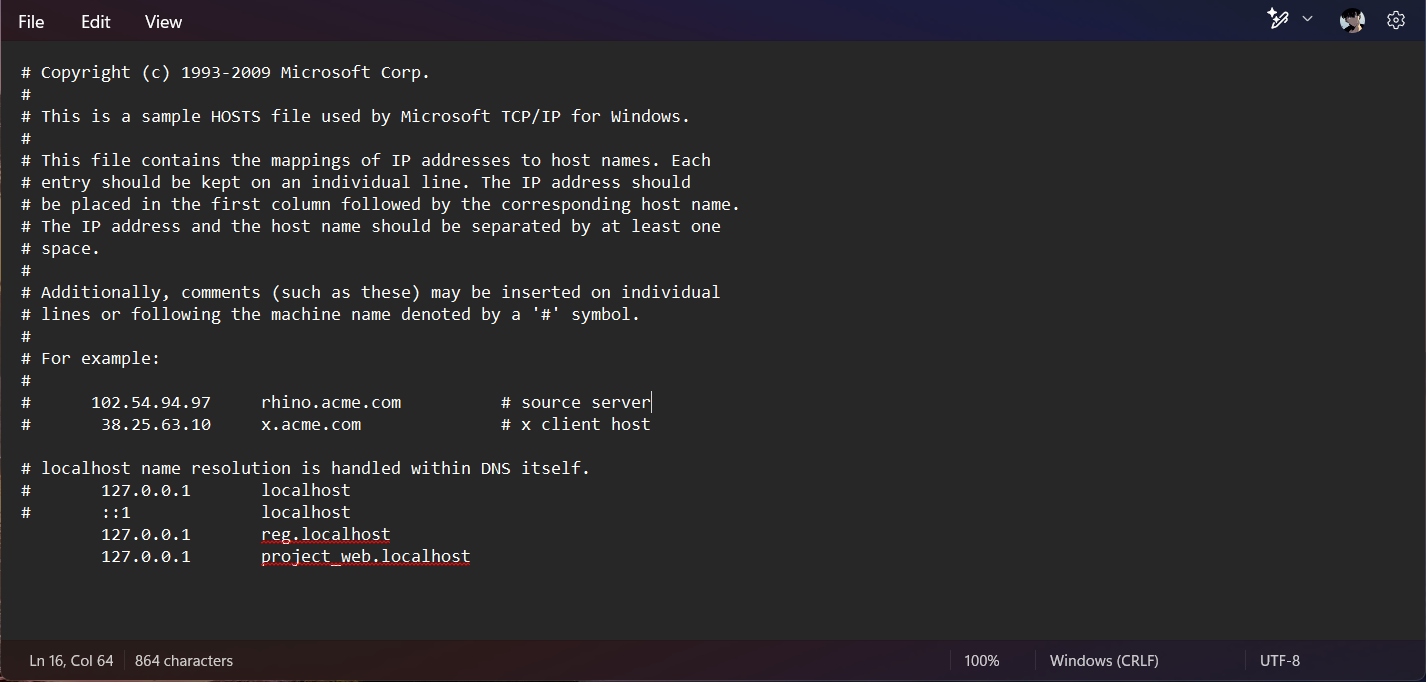 File Edit View
# Copyright (c) 1993-2009 Microsoft Corp.
#
# This is a sample HOSTS file used by Microsoft TCP/IP for Windows.
#
# This file contains the mappings of IP addresses to host names. Each
# entry should be kept on an individual line. The IP address should
# be placed in the first column followed by the corresponding host name.
# The IP address and the host name should be separated by at least one
# space.
#
# Additionally, comments (such as these) may be inserted on individual
# lines or following the machine name denoted by a '#' symbol.
#
# For example:
#
#      102.54.94.97     rhino.acme.com          # source server
#       38.25.63.10     x.acme.com              # x client host

# localhost name resolution is handled within DNS itself.
#       127.0.0.1       localhost
#       ::1             localhost
        127.0.0.1       reg.localhost
        127.0.0.1       project_web.localhost
Ln 16, Col 64 864 characters 100% Windows (CRLF) UTF-8